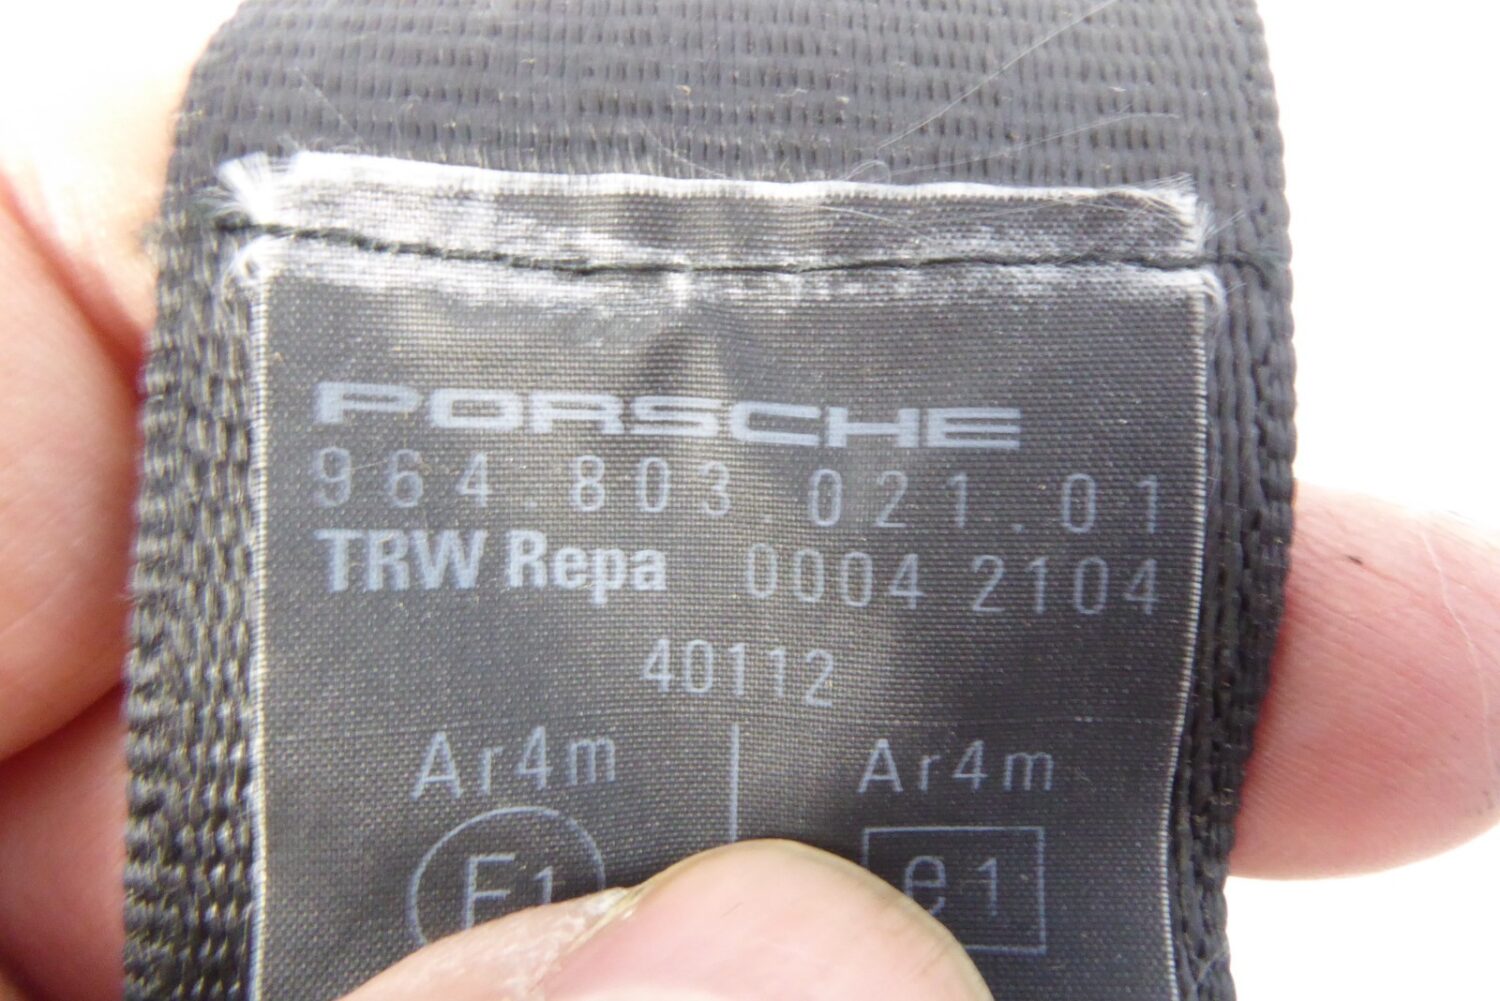 PORSCHE
964.803.021.01
TRW Repa 0004 2104
40112
Ar4m Ar4m
E1 e1